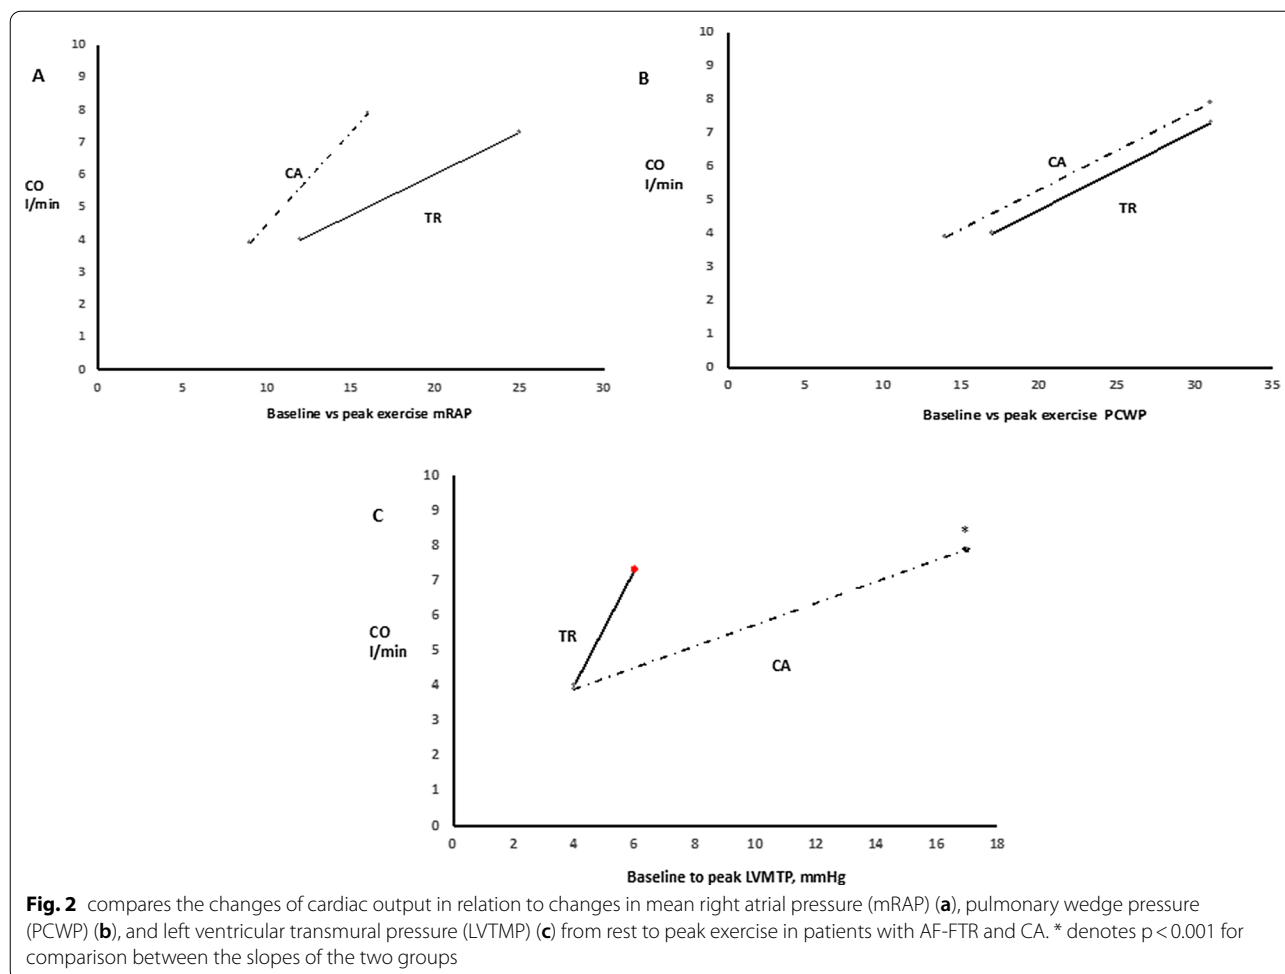 A
10
9
8
7
6
5
4
3
2
1
0
CO
l/min
CA
TR
0 5 10 15 20 25 30
Baseline vs peak exercise mRAP
B
10
9
8
7
6
5
4
3
2
1
0
CO
l/min
CA
TR
0 5 10 15 20 25 30 35
Baseline vs peak exercise PCWP
C
10
9
8
7
6
5
4
3
2
1
0
CO
l/min
TR
CA
*
0 2 4 6 8 10 12 14 16 18
Baseline to peak LVMTP, mmHg
Fig. 2 compares the changes of cardiac output in relation to changes in mean right atrial pressure (mRAP) (a), pulmonary wedge pressure
(PCWP) (b), and left ventricular transmural pressure (LVTMP) (c) from rest to peak exercise in patients with AF-FTR and CA. * denotes p < 0.001 for
comparison between the slopes of the two groups